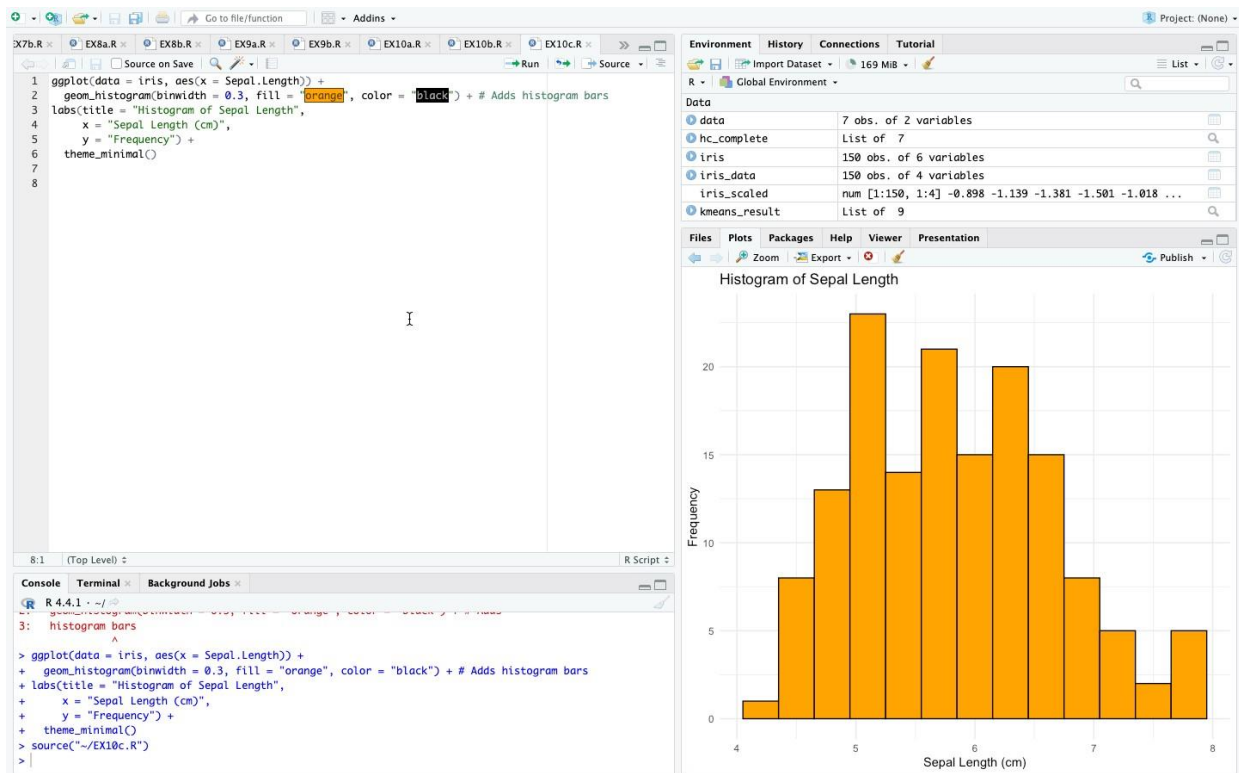 Go to file/function
Addins
Project: (None)
EX7b.R
EX8a.R
EX8b.R
EX9a.R
EX9b.R
EX10a.R
EX10b.R
EX10c.R
Source on Save
Run
Source
1 ggplot(data = iris, aes(x = Sepal.Length)) +
2 geom_histogram(binwidth = 0.3, fill = "orange", color = "black") + # Adds histogram bars
3 labs(title = "Histogram of Sepal Length",
4 x = "Sepal Length (cm)",
5 y = "Frequency") +
6 theme_minimal()
7
8
8:1 (Top Level)
R Script
Console Terminal Background Jobs
R 4.4.1 · ~/
3: histogram bars
^
> ggplot(data = iris, aes(x = Sepal.Length)) +
+ geom_histogram(binwidth = 0.3, fill = "orange", color = "black") + # Adds histogram bars
+ labs(title = "Histogram of Sepal Length",
+ x = "Sepal Length (cm)",
+ y = "Frequency") +
+ theme_minimal()
> source("~/EX10c.R")
>
Environment History Connections Tutorial
Import Dataset 169 MiB List
R Global Environment
Data
data 7 obs. of 2 variables
hc_complete List of 7
iris 150 obs. of 6 variables
iris_data 150 obs. of 4 variables
iris_scaled num [1:150, 1:4] -0.898 -1.139 -1.381 -1.501 -1.018 ...
kmeans_result List of 9
Files Plots Packages Help Viewer Presentation
Zoom Export Publish
Histogram of Sepal Length
20
15
10
5
0
Frequency
4 5 6 7 8
Sepal Length (cm)